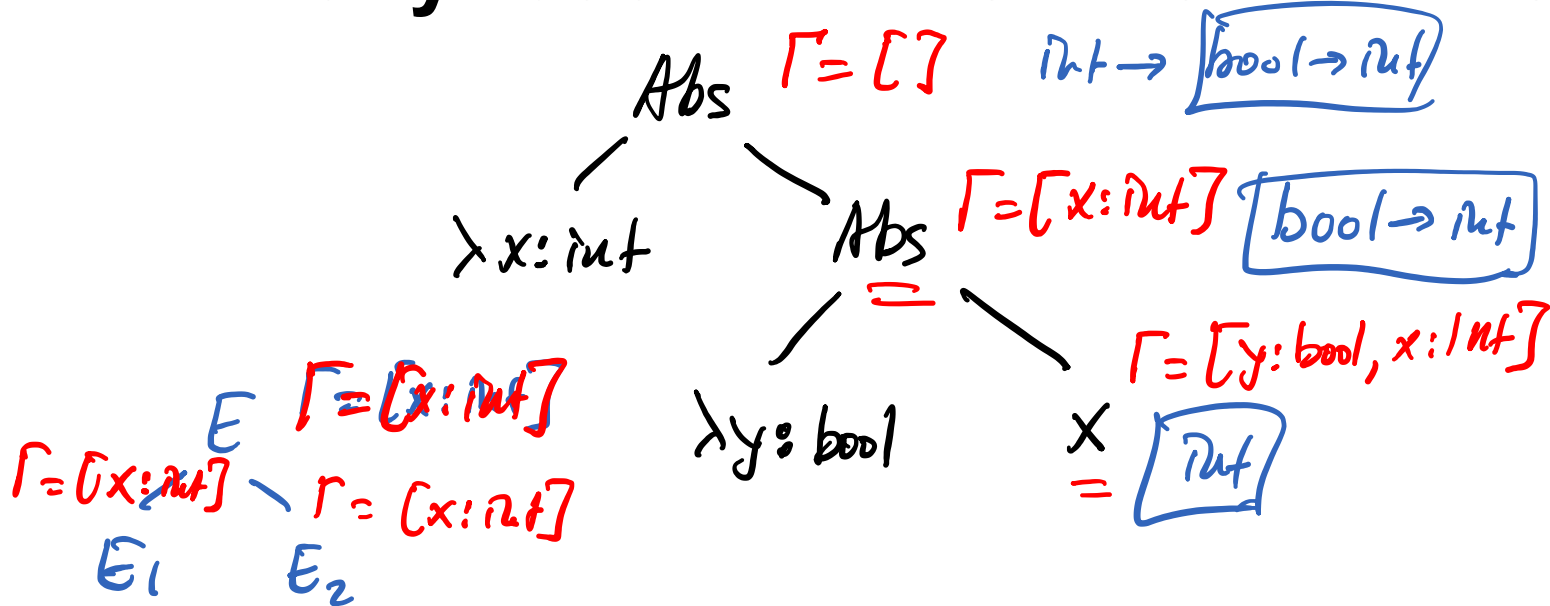 Abs Γ = [ ] int → bool → int
λx: int Abs Γ = [x: int] bool → int
Γ = [y: bool, x: int]
E Γ = [x: int] λy: bool x int
Γ = [x: int] Γ = [x: int]
E1 E2